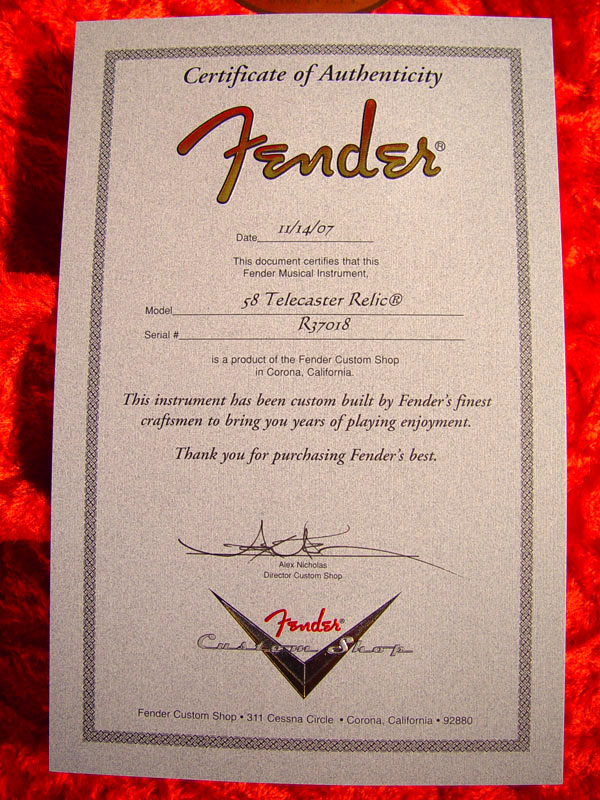 Certificate of Authenticity
Fender®
Date 11/14/07
This document certifies that this
Fender Musical Instrument,
Model 58 Telecaster Relic®
Serial # R37018
is a product of the Fender Custom Shop
in Corona, California.
This instrument has been custom built by Fender's finest
craftsmen to bring you years of playing enjoyment.
Thank you for purchasing Fender's best.
Alex Nicholas
Director Custom Shop
Fender®
Custom Shop
Fender Custom Shop • 311 Cessna Circle • Corona, California • 92880